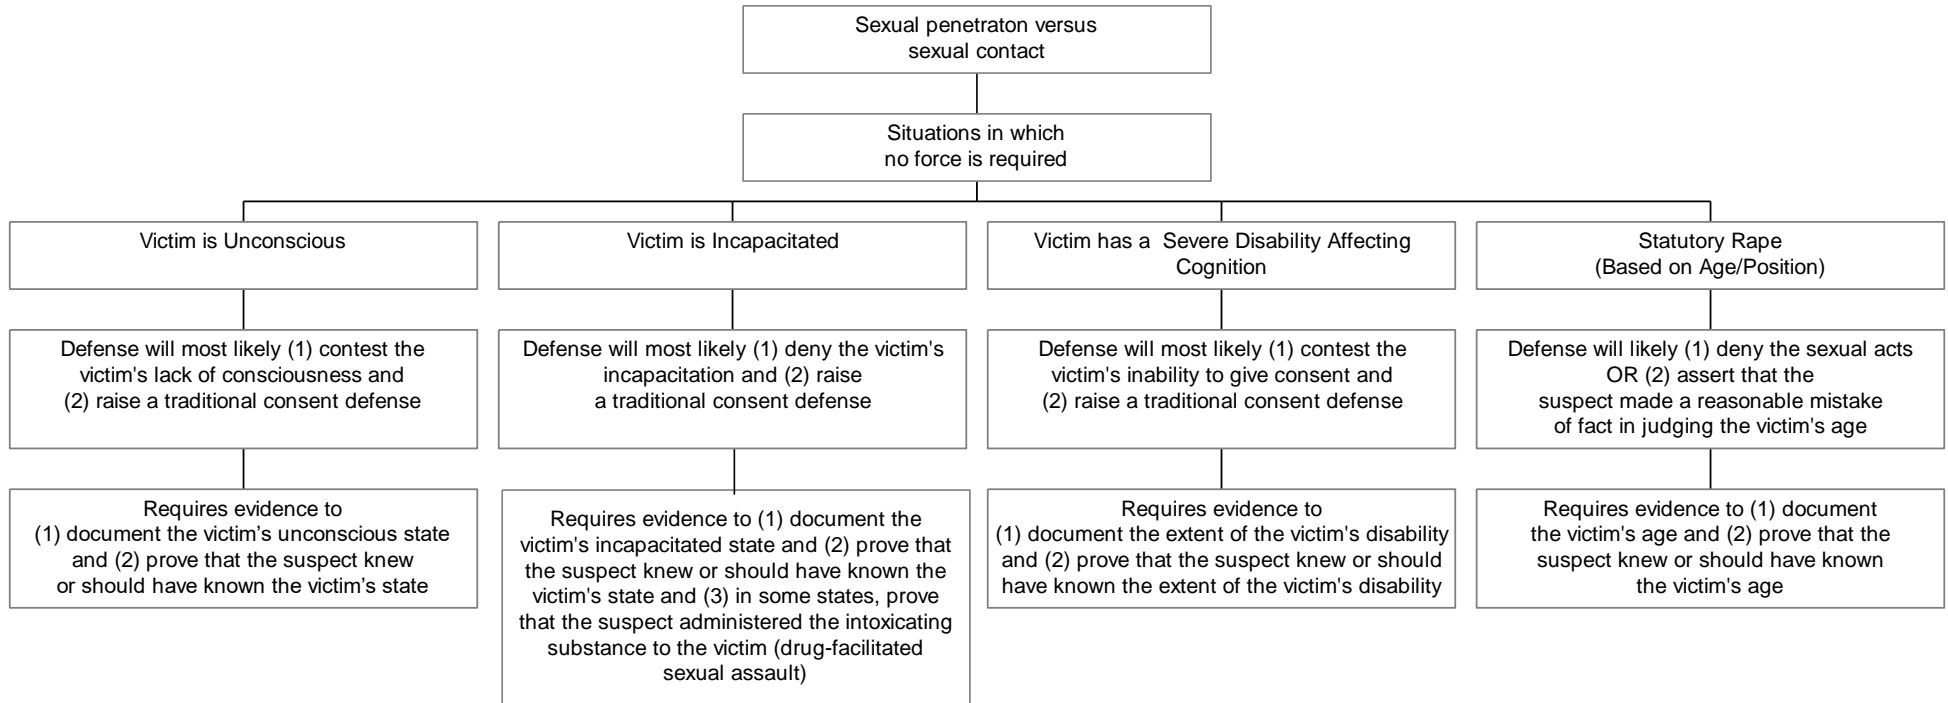 Sexual penetraton versus
sexual contact
Situations in which
no force is required
Victim is Unconscious
Victim is Incapacitated
Victim has a  Severe Disability Affecting
Cognition
Statutory Rape
(Based on Age/Position)
Defense will most likely (1) contest the
victim's lack of consciousness and
(2) raise a traditional consent defense
Defense will most likely (1) deny the victim's
incapacitation and (2) raise
a traditional consent defense
Defense will most likely (1) contest the
victim's inability to give consent and
(2) raise a traditional consent defense
Defense will likely (1) deny the sexual acts
OR (2) assert that the
suspect made a reasonable mistake
of fact in judging the victim's age
Requires evidence to
(1) document the victim’s unconscious state
and (2) prove that the suspect knew
or should have known the victim’s state
Requires evidence to (1) document the
victim's incapacitated state and (2) prove that
the suspect knew or should have known the
victim's state and (3) in some states, prove
that the suspect administered the intoxicating
substance to the victim (drug-facilitated
sexual assault)
Requires evidence to
(1) document the extent of the victim's disability
and (2) prove that the suspect knew or should
have known the extent of the victim's disability
Requires evidence to (1) document
the victim's age and (2) prove that the
suspect knew or should have known
the victim's age